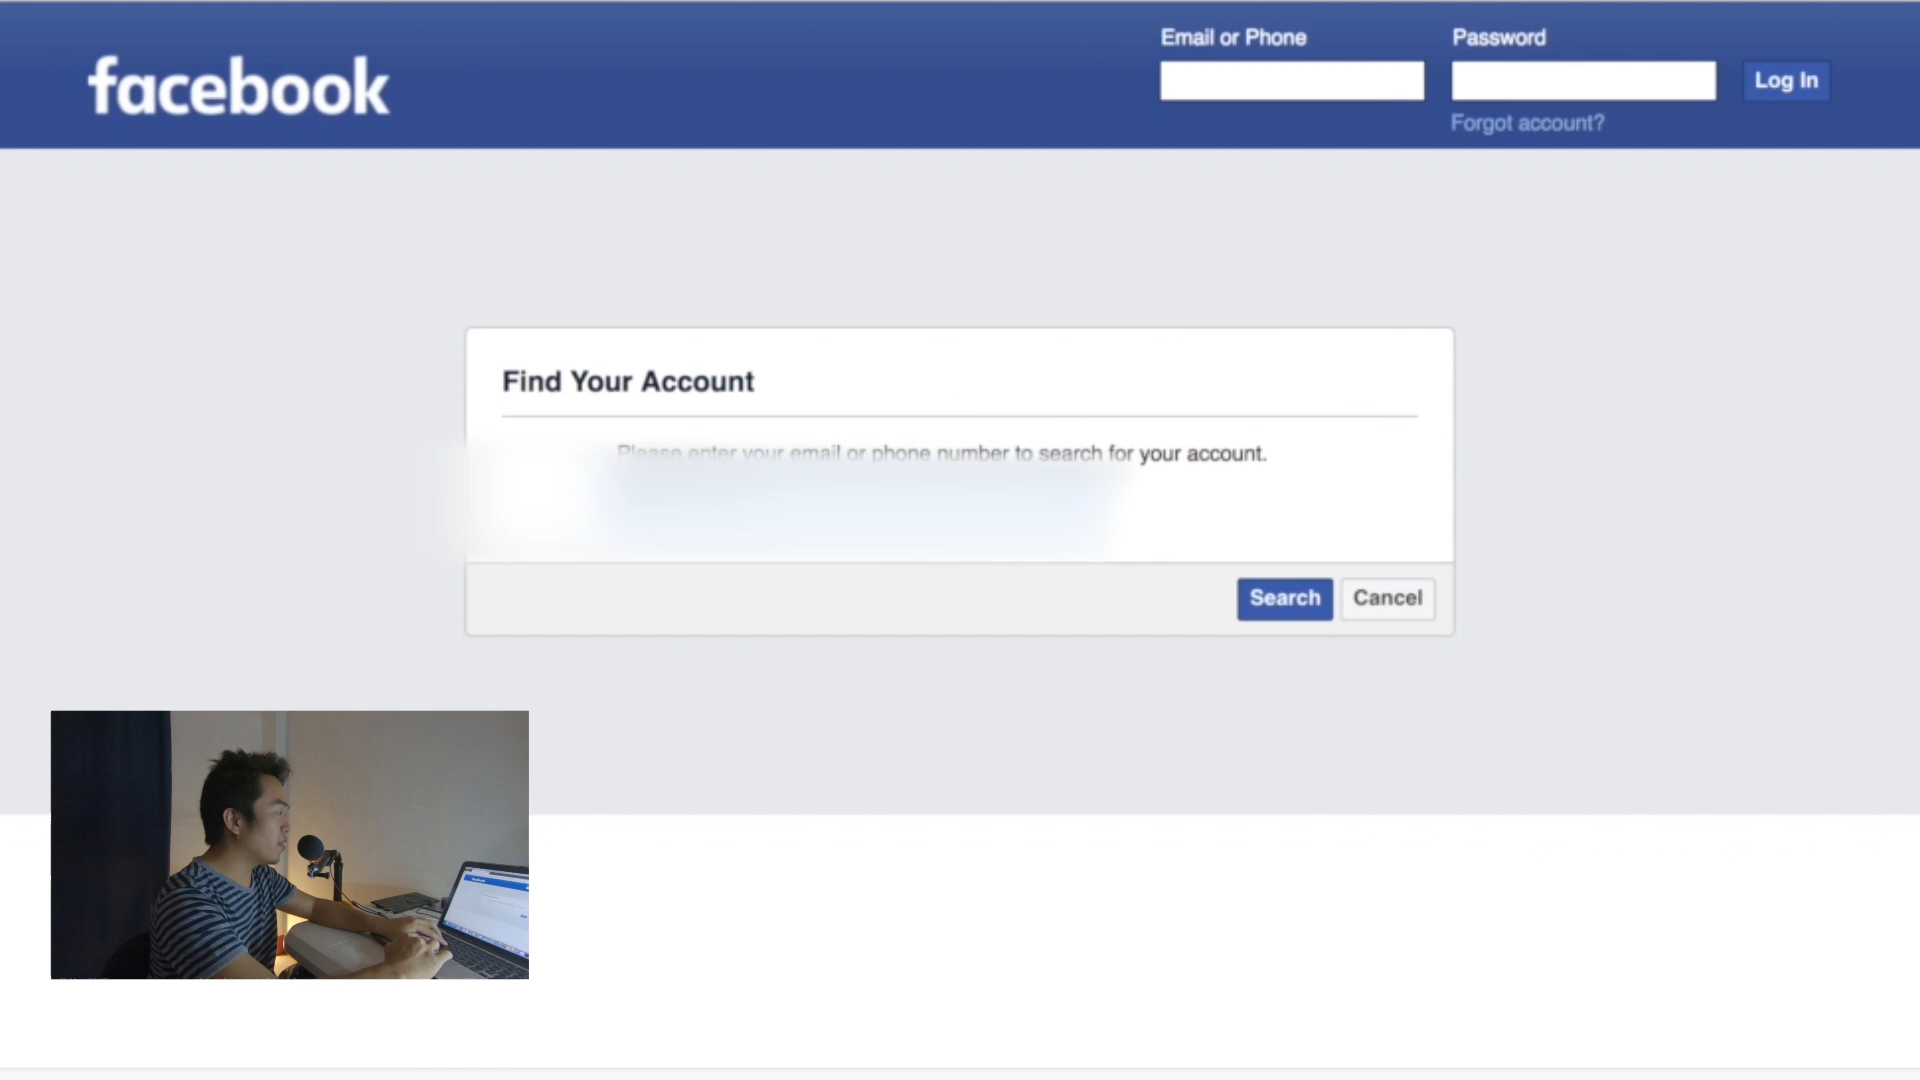 facebook
Email or Phone
Password
Log In
Forgot account?
Find Your Account
Please enter your email or phone number to search for your account.
Search
Cancel